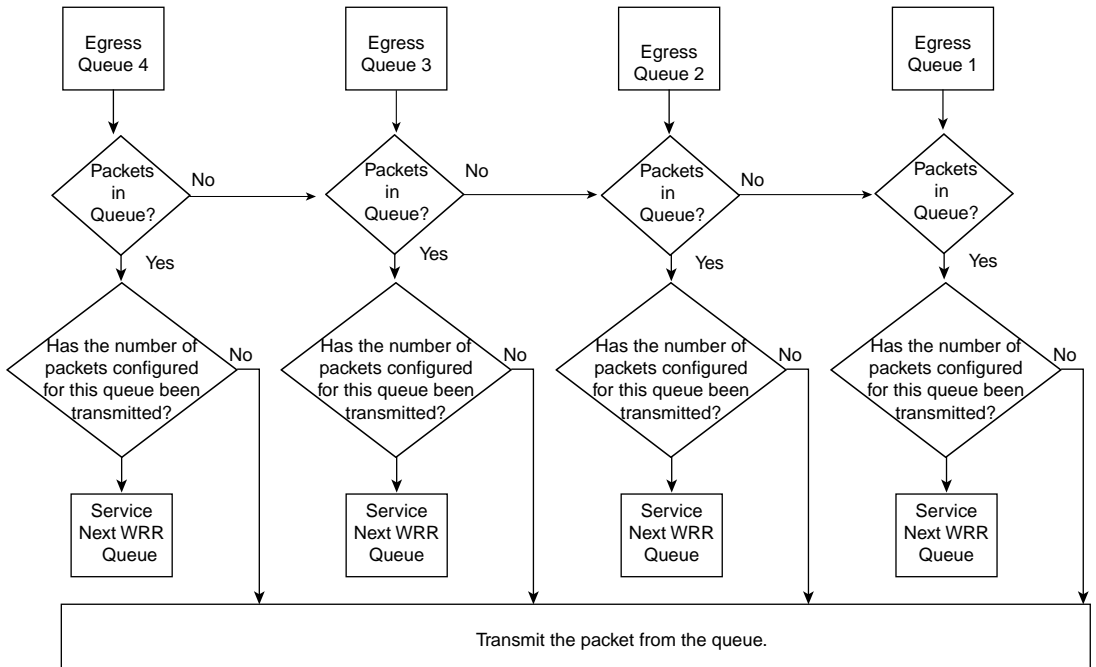 Egress
Queue 4
Egress
Queue 3
Egress
Queue 2
Egress
Queue 1
Packets
in
Queue?
No
Packets
in
Queue?
No
Packets
in
Queue?
No
Packets
in
Queue?
Yes
Yes
Yes
Yes
Has the number of
packets configured
for this queue been
transmitted?
No
Has the number of
packets configured
for this queue been
transmitted?
No
Has the number of
packets configured
for this queue been
transmitted?
No
Has the number of
packets configured
for this queue been
transmitted?
No
Service
Next WRR
Queue
Service
Next WRR
Queue
Service
Next WRR
Queue
Service
Next WRR
Queue
Transmit the packet from the queue.